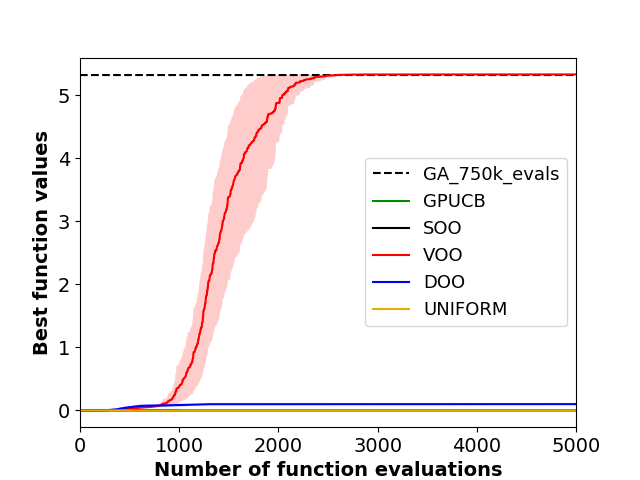 5
4
3
2
1
0
Best function values
GA_750k_evals
GPUCB
SOO
VOO
DOO
UNIFORM
0 1000 2000 3000 4000 5000
Number of function evaluations